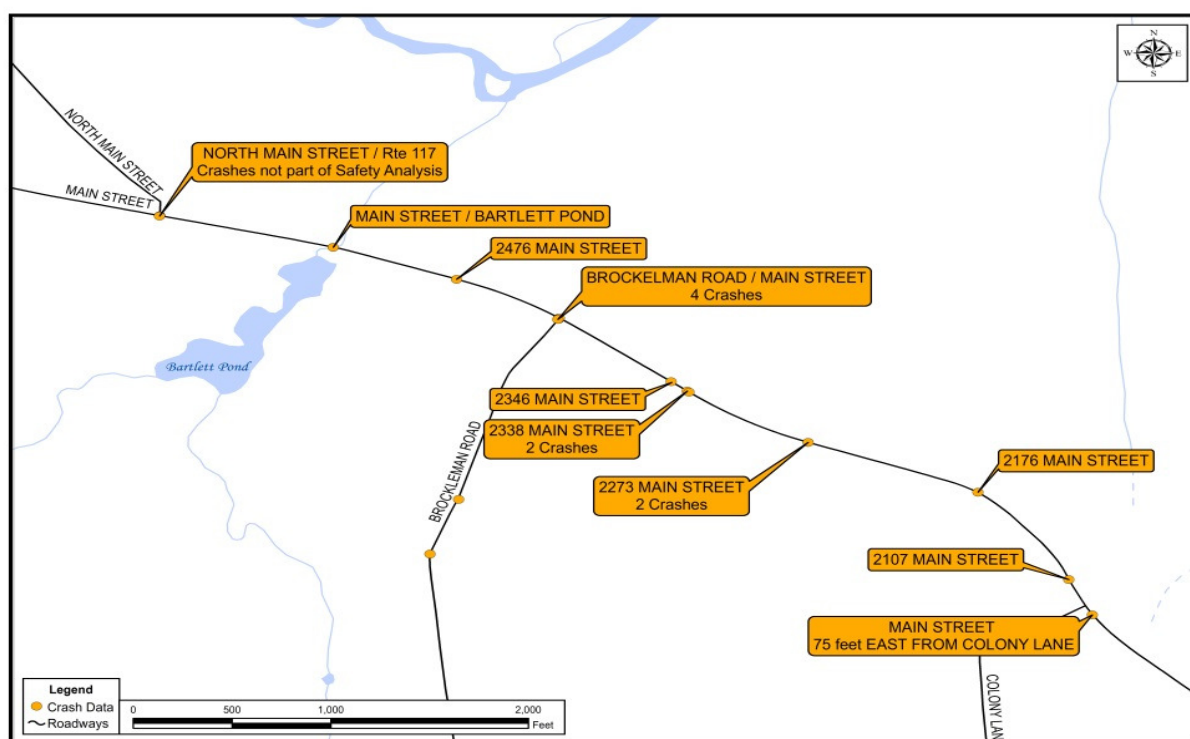 N
W E
S
NORTH MAIN STREET
MAIN STREET
NORTH MAIN STREET / Rte 117
Crashes not part of Safety Analysis
MAIN STREET / BARTLETT POND
2476 MAIN STREET
BROCKELMAN ROAD / MAIN STREET
4 Crashes
Bartlett Pond
2346 MAIN STREET
2338 MAIN STREET
2 Crashes
BROCKLEMAN ROAD
2273 MAIN STREET
2 Crashes
2176 MAIN STREET
2107 MAIN STREET
MAIN STREET
75 feet EAST FROM COLONY LANE
COLONY LAN
Legend
Crash Data
Roadways
0 500 1,000 2,000
Feet